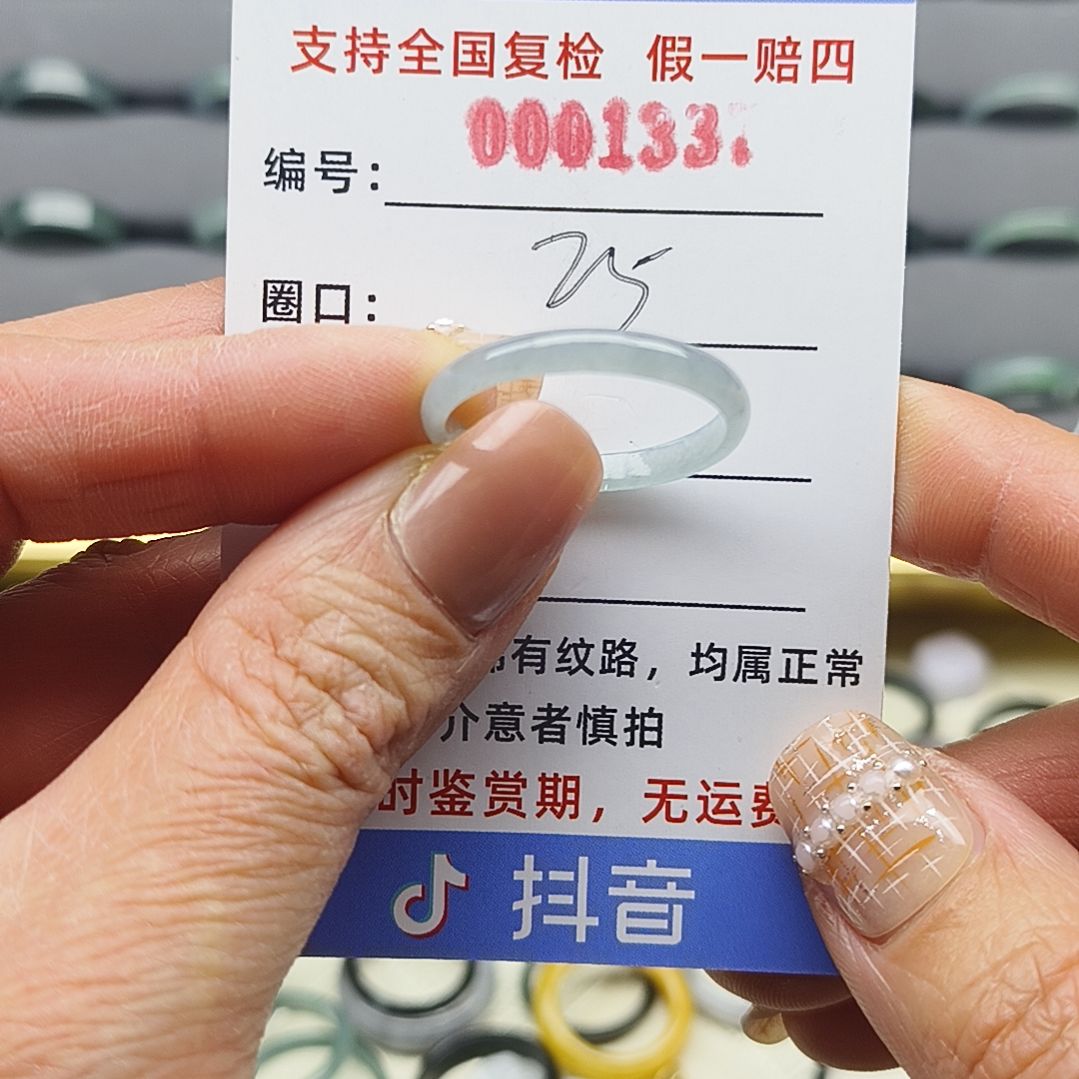 支持全国复检 假一赔四
编号： 000133.
圈口： 25
有纹路，均属正常
介意者慎拍
时鉴赏期，无运费
抖音